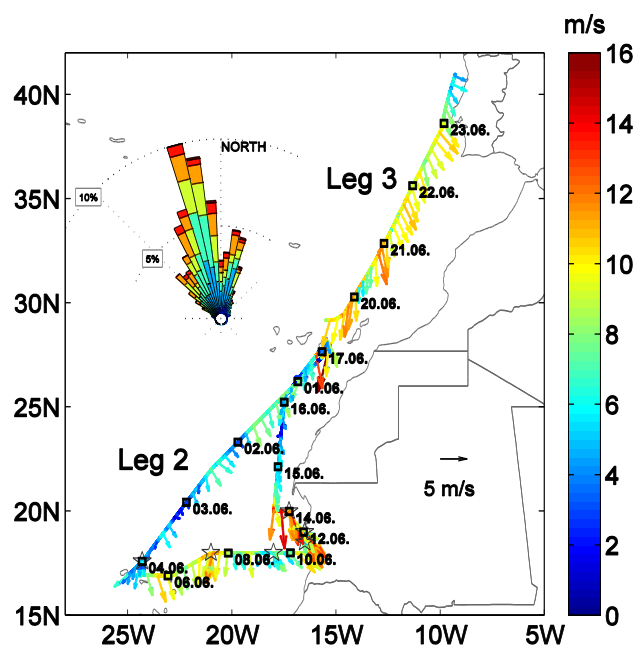 m/s
40N
35N
30N
25N
20N
15N
25W
20W
15W
10W
5W
16
14
12
10
8
6
4
2
0
NORTH
10%
5%
Leg 3
Leg 2
23.06.
22.06.
21.06.
20.06.
17.06.
01.06.
16.06.
02.06.
15.06.
03.06.
14.06.
12.06.
04.06.
08.06.
10.06.
06.06.
5 m/s